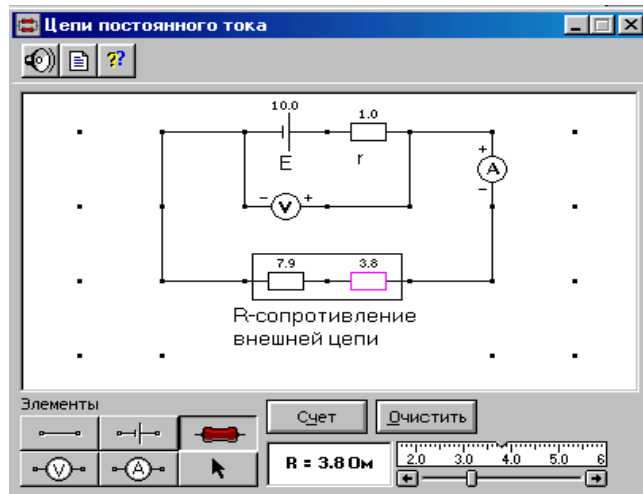 Цепи постоянного тока
??
10.0 1.0
E r
+
A
-
- V +
7.9 3.8
R-сопротивление
внешней цепи
Элементы
Счет Очистить
V A
R = 3.8 Ом
2.0 3.0 4.0 5.0 6